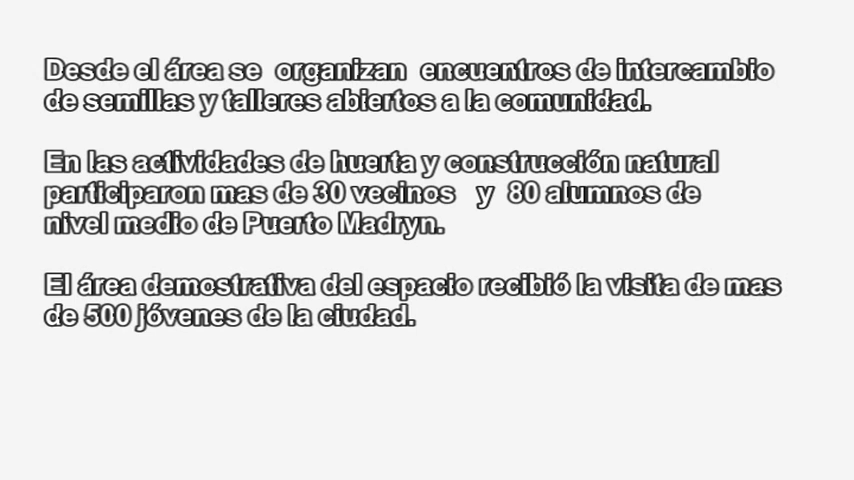 Desde el área se  organizan  encuentros de intercambio
de semillas y talleres abiertos a la comunidad.
En las actividades de huerta y construcción natural
participaron mas de 30 vecinos   y  80 alumnos de
nivel medio de Puerto Madryn.
El área demostrativa del espacio recibió la visita de mas
de 500 jóvenes de la ciudad.